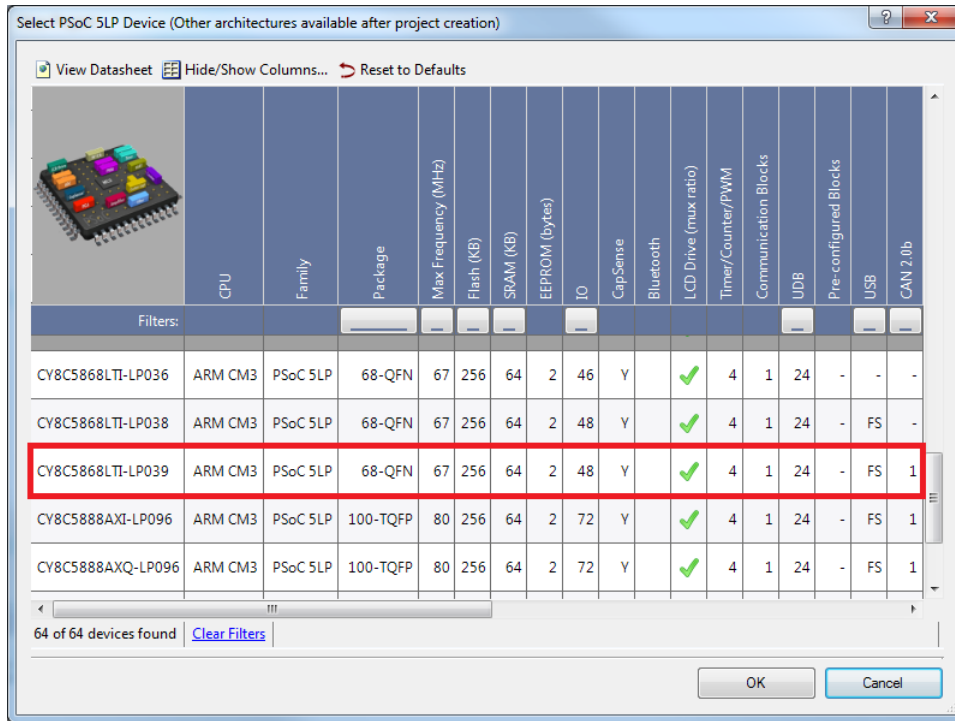 Select PSoC 5LP Device (Other architectures available after project creation)
View Datasheet Hide/Show Columns... Reset to Defaults
CPU Family Package Max Frequency (MHz) Flash (KB) SRAM (KB) EEPROM (bytes) IO CapSense Bluetooth LCD Drive (mux ratio) Timer/Counter/PWM Communication Blocks UDB Pre-configured Blocks USB CAN 2.0b
Filters:
CY8C5868LTI-LP036 ARM CM3 PSoC 5LP 68-QFN 67 256 64 2 46 Y 4 1 24 - - -
CY8C5868LTI-LP038 ARM CM3 PSoC 5LP 68-QFN 67 256 64 2 48 Y 4 1 24 - FS -
CY8C5868LTI-LP039 ARM CM3 PSoC 5LP 68-QFN 67 256 64 2 48 Y 4 1 24 - FS 1
CY8C5888AXI-LP096 ARM CM3 PSoC 5LP 100-TQFP 80 256 64 2 72 Y 4 1 24 - FS 1
CY8C5888AXQ-LP096 ARM CM3 PSoC 5LP 100-TQFP 80 256 64 2 72 Y 4 1 24 - FS 1
64 of 64 devices found Clear Filters
OK Cancel